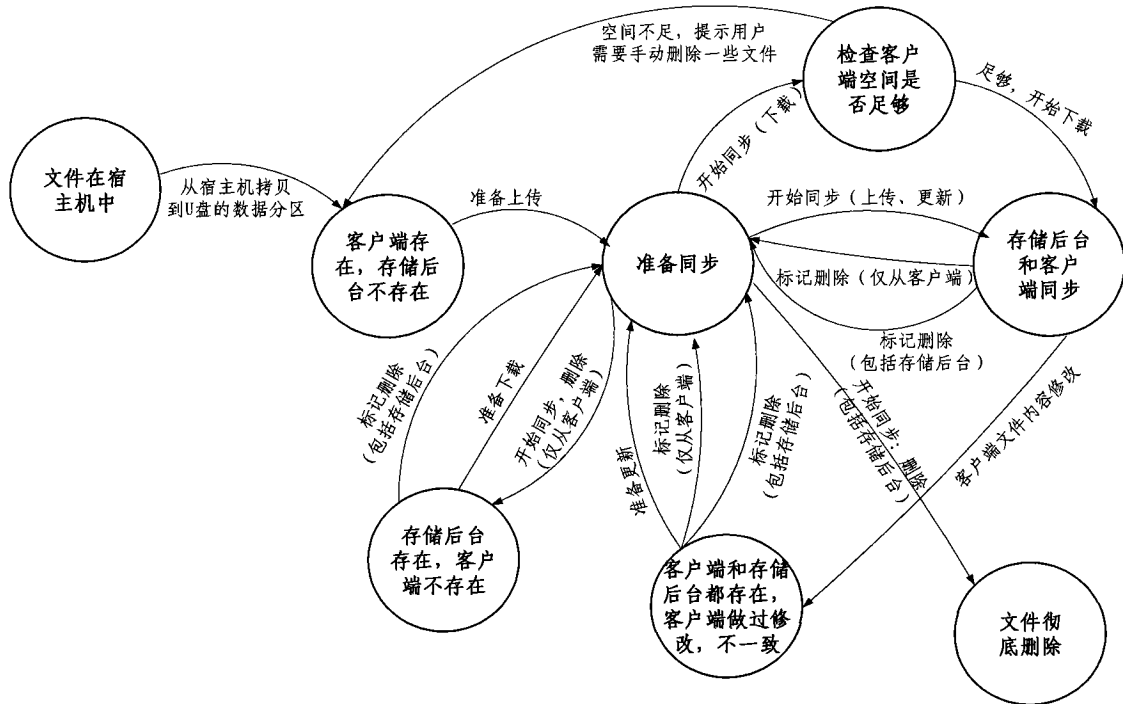 空间不足，提示用户
需要手动删除一些文件
检查客户
端空间是
否足够
足够，开始下载
开始同步（下载）
文件在宿
主机中
从宿主机拷贝
到U盘的数据分区
准备上传
客户端存
在，存储后
台不存在
准备同步
开始同步（上传、更新）
存储后台
和客户
端同步
标记删除（仅从客户端）
标记删除
（包括存储后台）
标记删除
（包括存储后台）
准备下载
开始同步，删除
（仅从客户端）
准备更新
标记删除
（仅从客户端）
标记删除
（包括存储后台）
开始同步：删除
（包括存储后台）
客户端文件内容修改
存储后台
存在，客户
端不存在
客户端和存储
后台都存在，
客户端做过修
改，不一致
文件彻
底删除